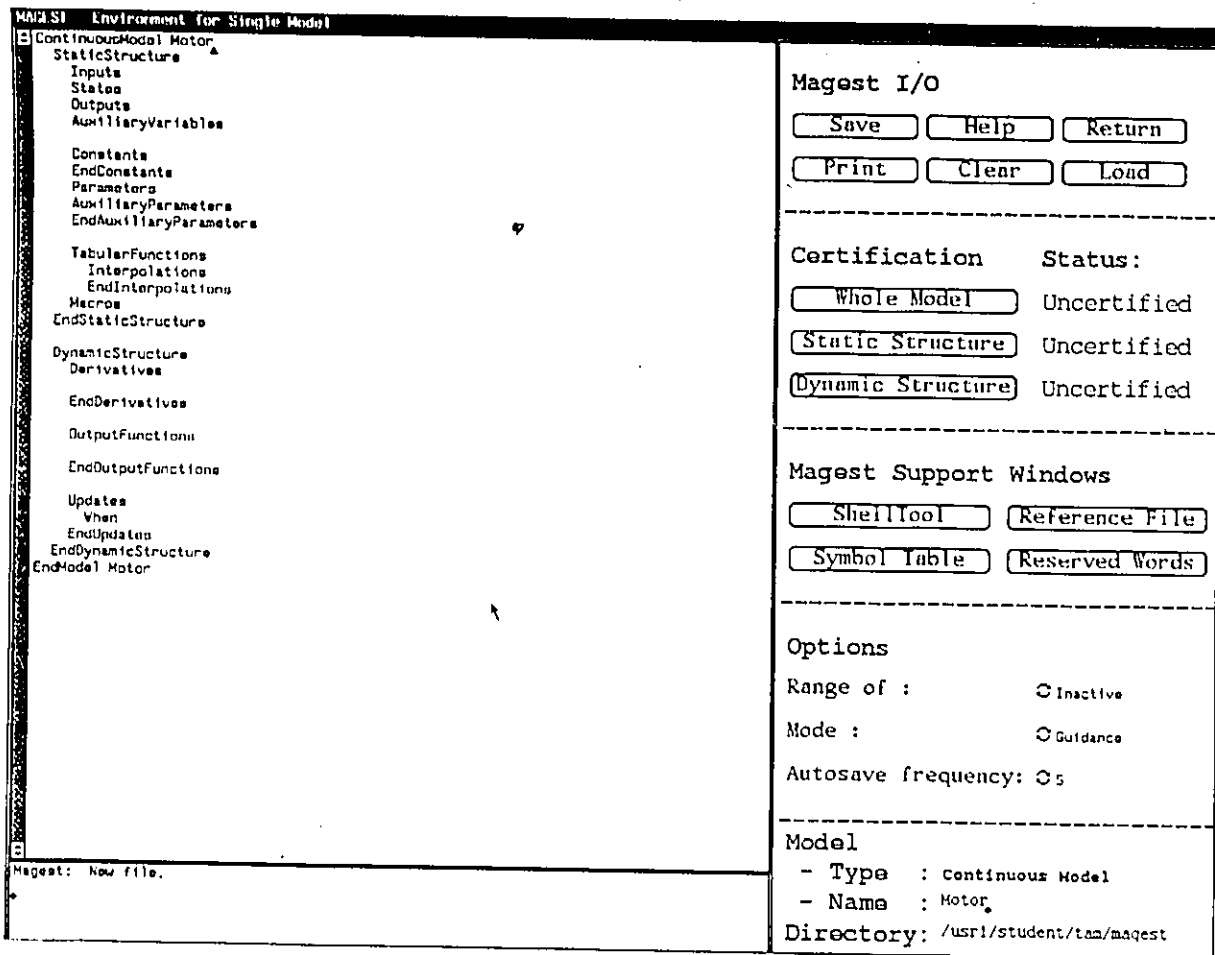 MAGEST Environment for Single Model
ContinuousModel Motor
StaticStructure
Inputs
States
Outputs
AuxiliaryVariables
Constants
EndConstants
Parameters
AuxiliaryParameters
EndAuxiliaryParameters
TabularFunctions
Interpolations
EndInterpolations
Macros
EndStaticStructure
DynamicStructure
Derivatives
EndDerivatives
OutputFunctions
EndOutputFunctions
Updates
When
EndUpdates
EndDynamicStructure
EndModel Motor
Magest: New file.
Magest I/O
Save Help Return
Print Clear Load
Certification Status:
Whole Model Uncertified
Static Structure Uncertified
Dynamic Structure Uncertified
Magest Support Windows
ShellTool Reference File
Symbol Table Reserved Words
Options
Range of : Inactive
Mode : Guidance
Autosave frequency: 5
Model
- Type : Continuous Model
- Name : Motor
Directory: /usr1/student/tam/magest